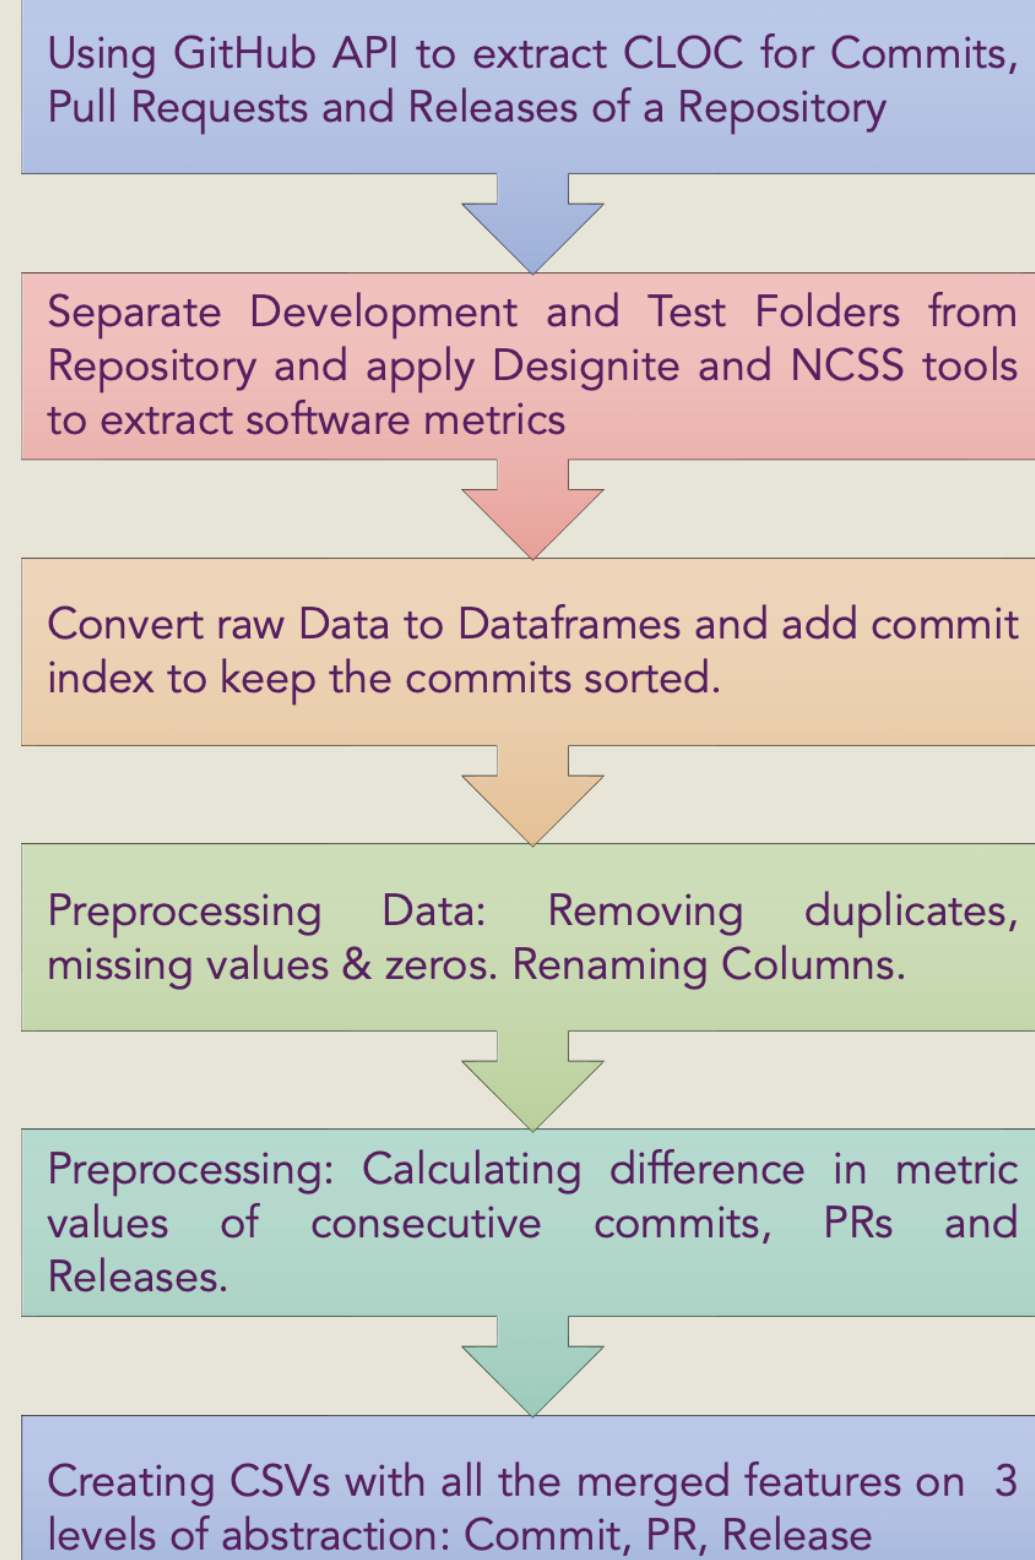 Using GitHub API to extract CLOC for Commits,
Pull Requests and Releases of a Repository
Separate Development and Test Folders from
Repository and apply Designite and NCSS tools
to extract software metrics
Convert raw Data to Dataframes and add commit
index to keep the commits sorted.
Preprocessing Data: Removing duplicates,
missing values & zeros. Renaming Columns.
Preprocessing: Calculating difference in metric
values of consecutive commits, PRs and
Releases.
Creating CSVs with all the merged features on 3
levels of abstraction: Commit, PR, Release